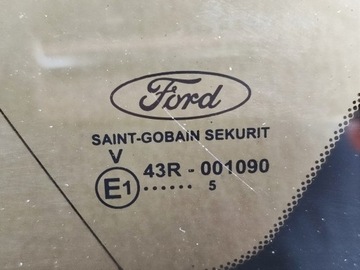 Ford
SAINT-GOBAIN SEKURIT
V
E1 43R - 001090
...... 5